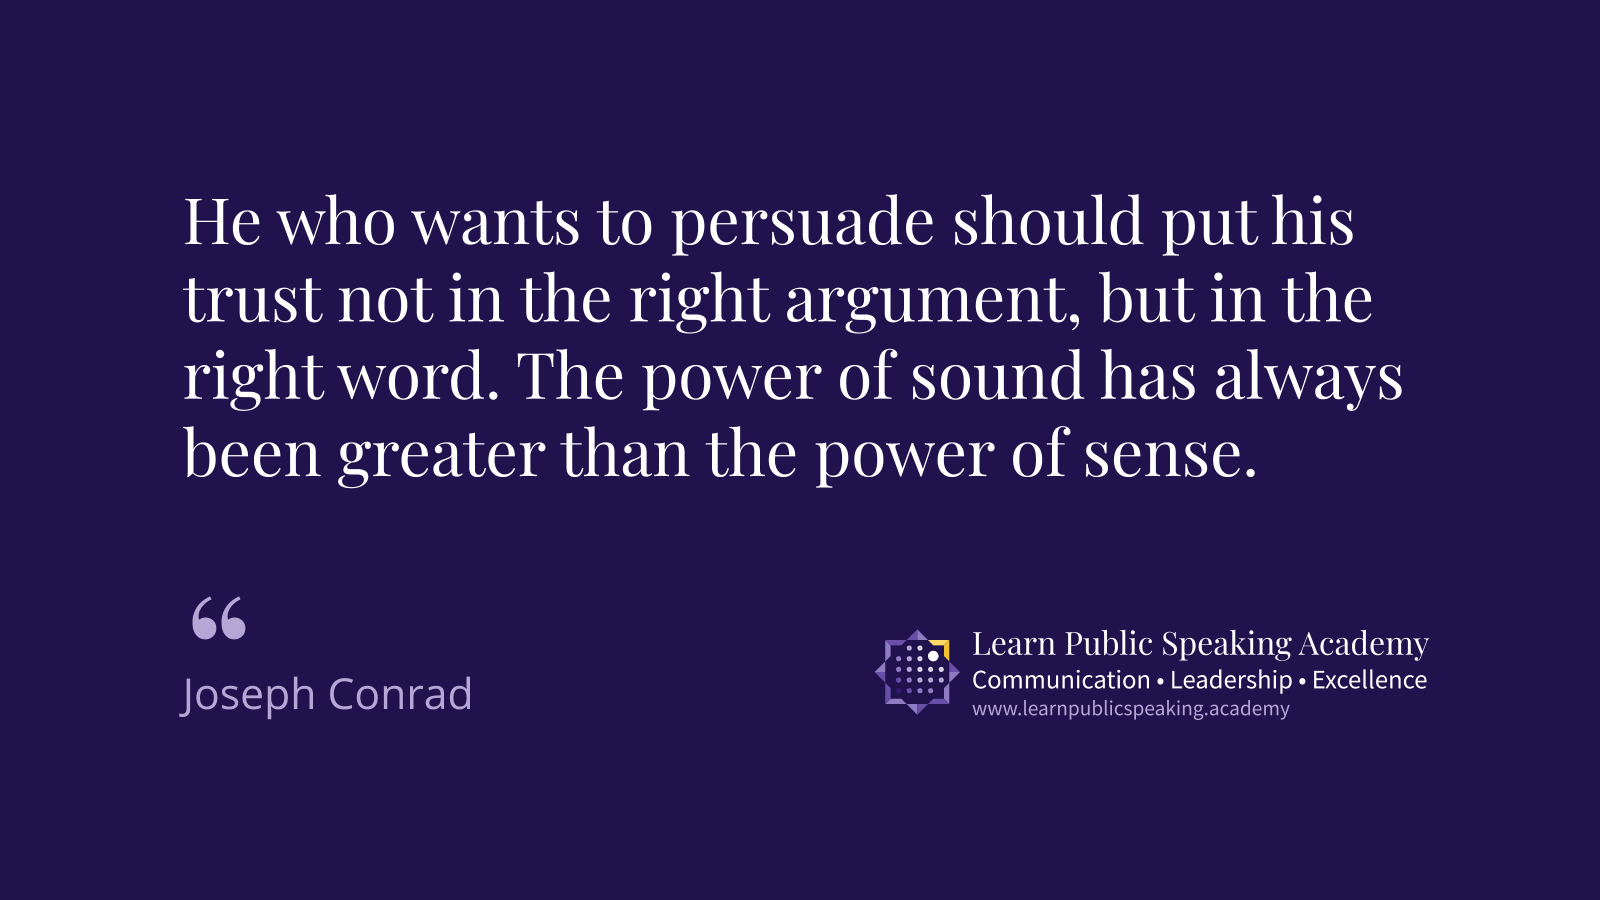 He who wants to persuade should put his
trust not in the right argument, but in the
right word. The power of sound has always
been greater than the power of sense.
“
Joseph Conrad
Learn Public Speaking Academy
Communication • Leadership • Excellence
www.learnpublicspeaking.academy